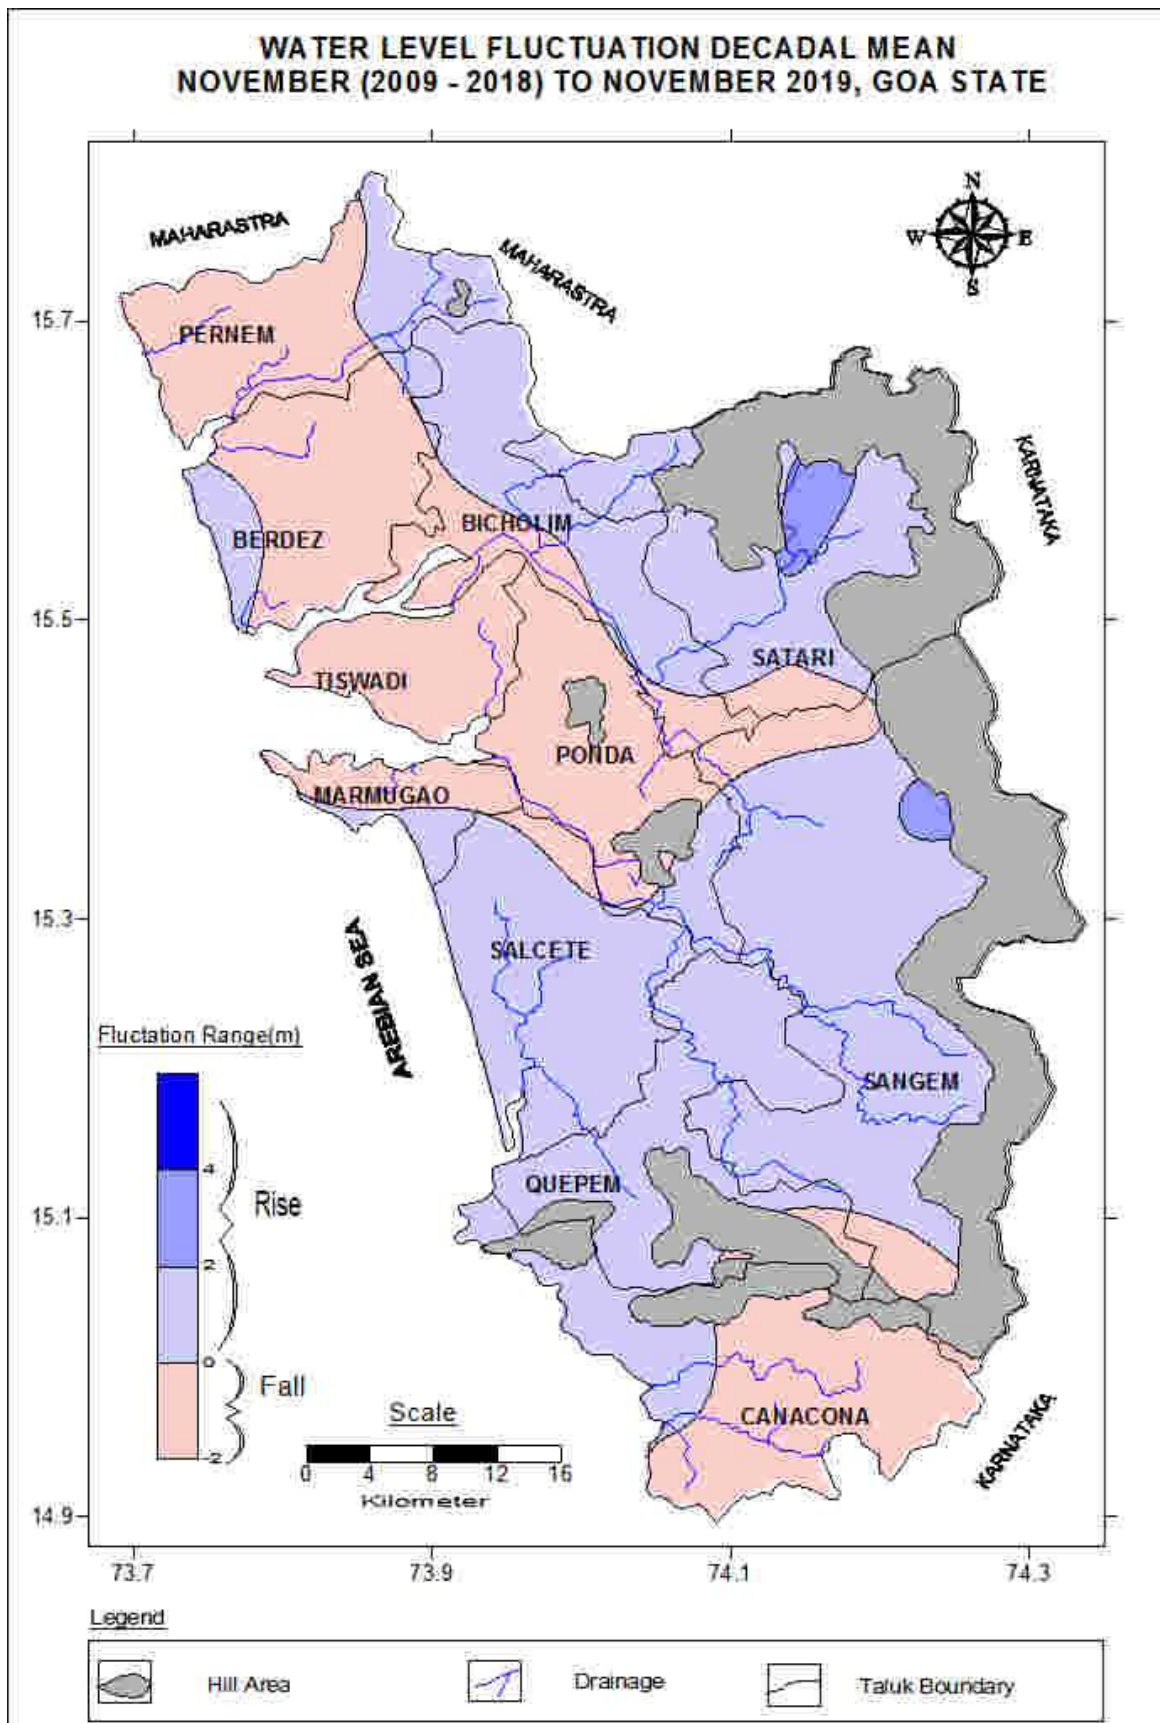 WATER LEVEL FLUCTUATION DECADAL MEAN
NOVEMBER (2009 - 2018) TO NOVEMBER 2019, GOA STATE
MAHARASTRA
MAHARASTRA
N
W E
S
15.7
PERNEM
KARNATAKA
BICHOLIM
BERDEZ
15.5
SATARI
TISWADI
PONDA
MARMUGAO
15.3
SALCETE
AREBIAN SEA
Fluctation Range(m)
SANGEM
4
Rise
QUEPEM
15.1
2
0
Fall
-2
Scale
0 4 8 12 16
Kilometer
CANACONA
KARNATAKA
14.9
73.7 73.9 74.1 74.3
Legend
Hill Area
Drainage
Taluk Boundary